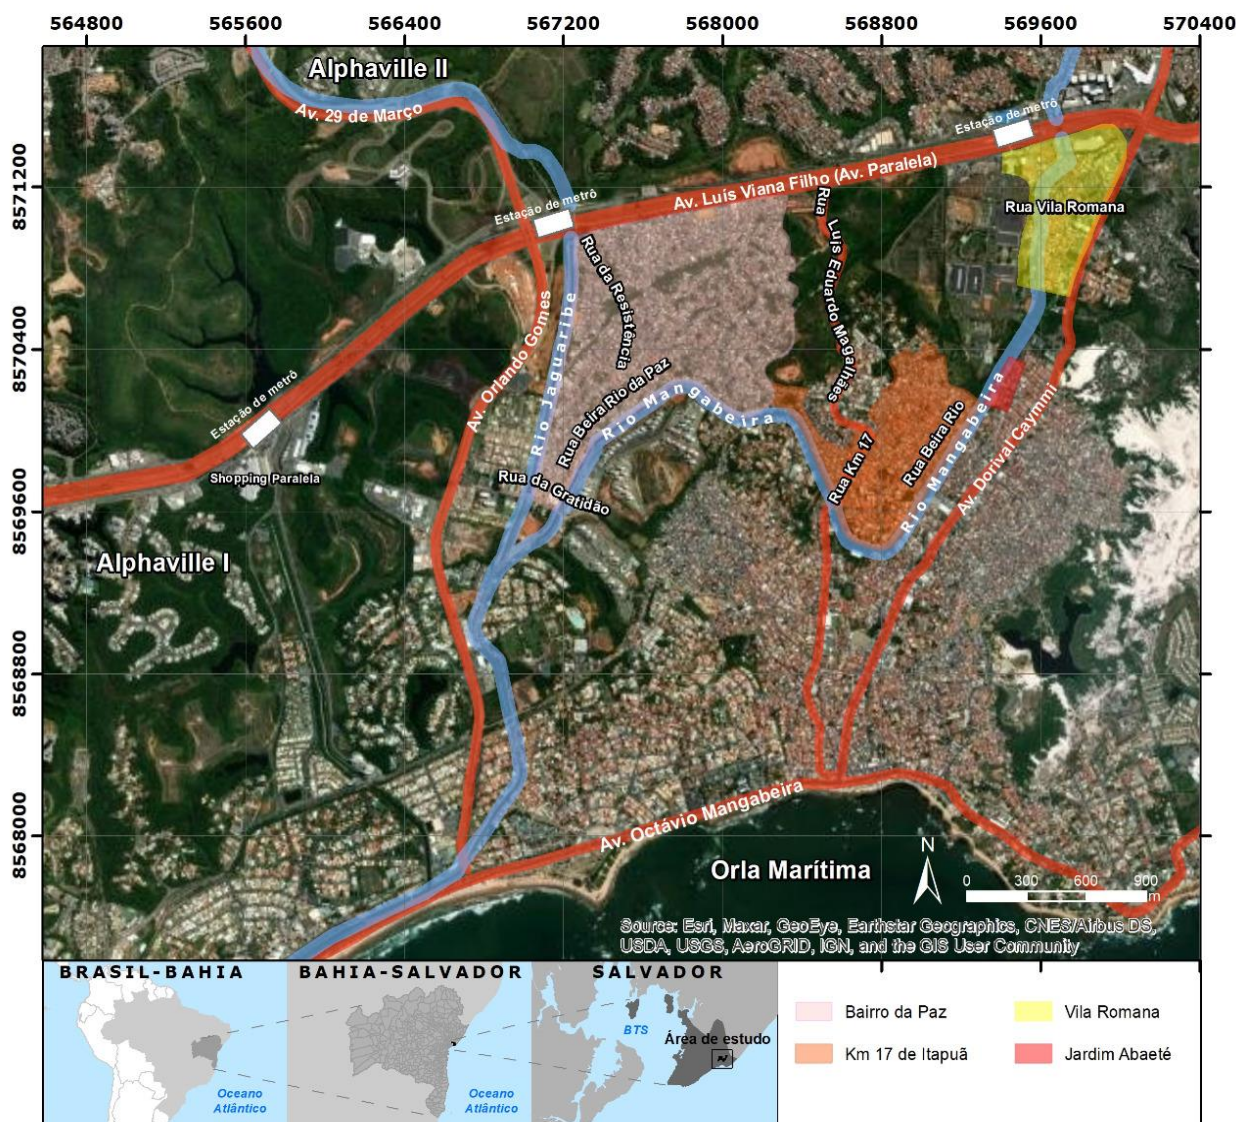 564800
565600
566400
567200
568000
568800
569600
570400
8571200
8570400
8569600
8568800
8568000
Alphaville II
Av. 29 de Março
Estação de metrô
Av. Luís Viana Filho (Av. Paralela)
Estação de metrô
Rua Vila Romana
Rua Luis Eduardo Magalhães
Rua da Resistência
Rio Jaguaribe
Av. Orlando Gomes
Rua Beira Rio da Paz
Rio Mangabeira
Estação de metrô
Shopping Paralela
Rua da Gratidão
Rua Km 17
Rua Beira Rio
Rio Mangabeira
Av. Dorival Caymmi
Alphaville I
Av. Octávio Mangabeira
Orla Marítima
N
0 300 600 900
m
Source: Esri, Maxar, GeoEye, Earthstar Geographics, CNES/Airbus DS,
USDA, USGS, AeroGRID, IGN, and the GIS User Community
BRASIL-BAHIA
Oceano
Atlântico
BAHIA-SALVADOR
Oceano
Atlântico
SALVADOR
BTS
Área de estudo
Bairro da Paz
Vila Romana
Km 17 de Itapuã
Jardim Abaeté